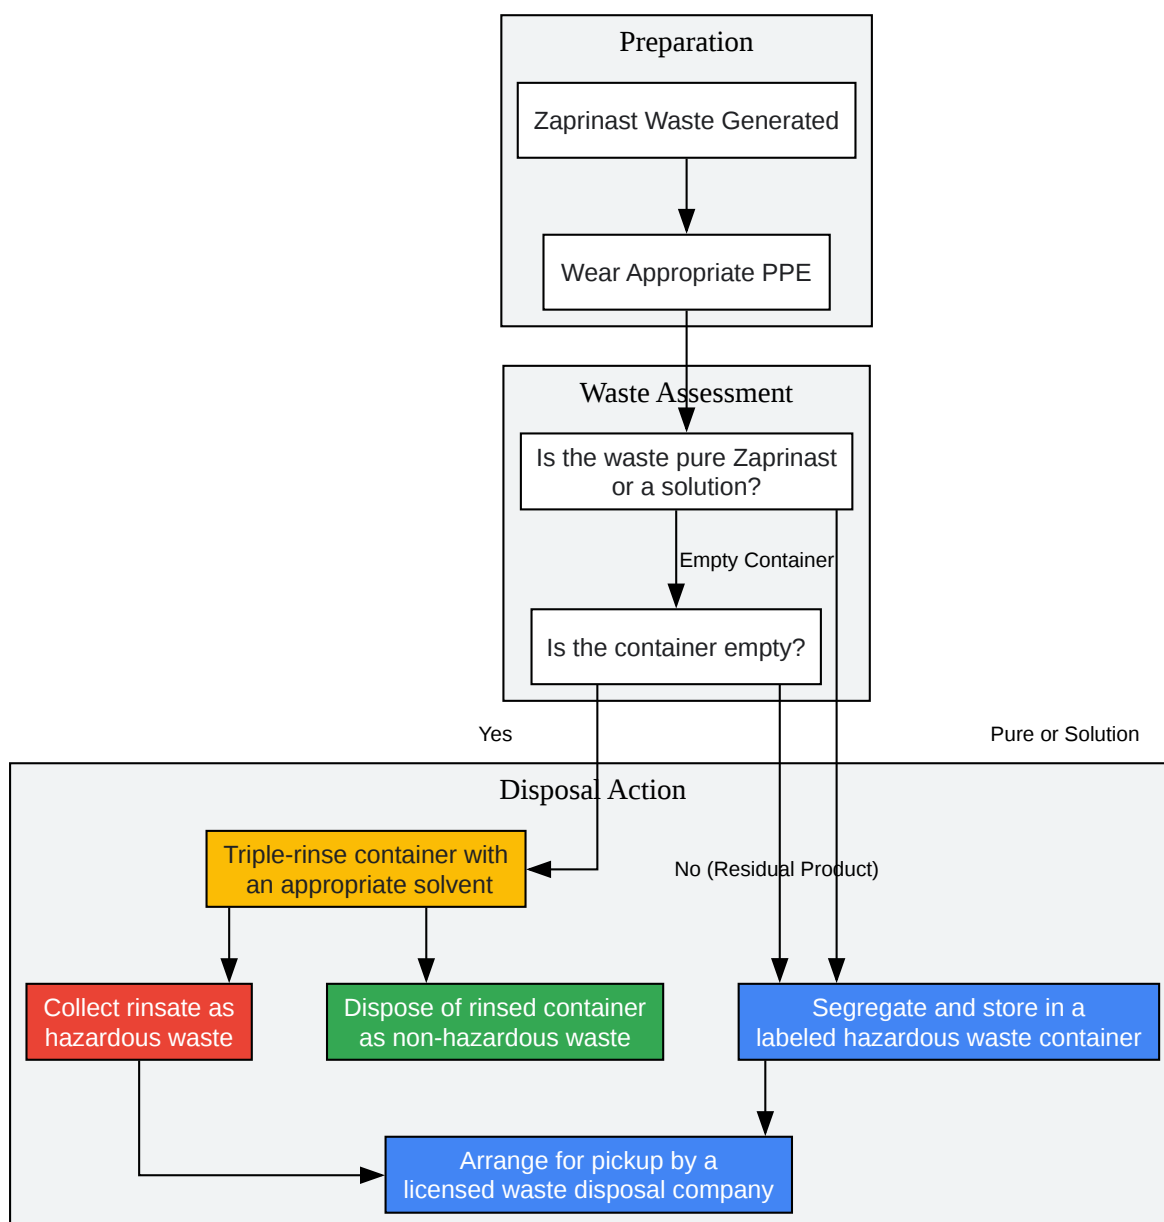 Preparation
Zaprinast Waste Generated
Wear Appropriate PPE
Waste Assessment
Is the waste pure Zaprinast
or a solution?
Empty Container
Is the container empty?
Yes
Pure or Solution
Disposal Action
Triple-rinse container with
an appropriate solvent
No (Residual Product)
Collect rinsate as
hazardous waste
Dispose of rinsed container
as non-hazardous waste
Segregate and store in a
labeled hazardous waste container
Arrange for pickup by a
licensed waste disposal company